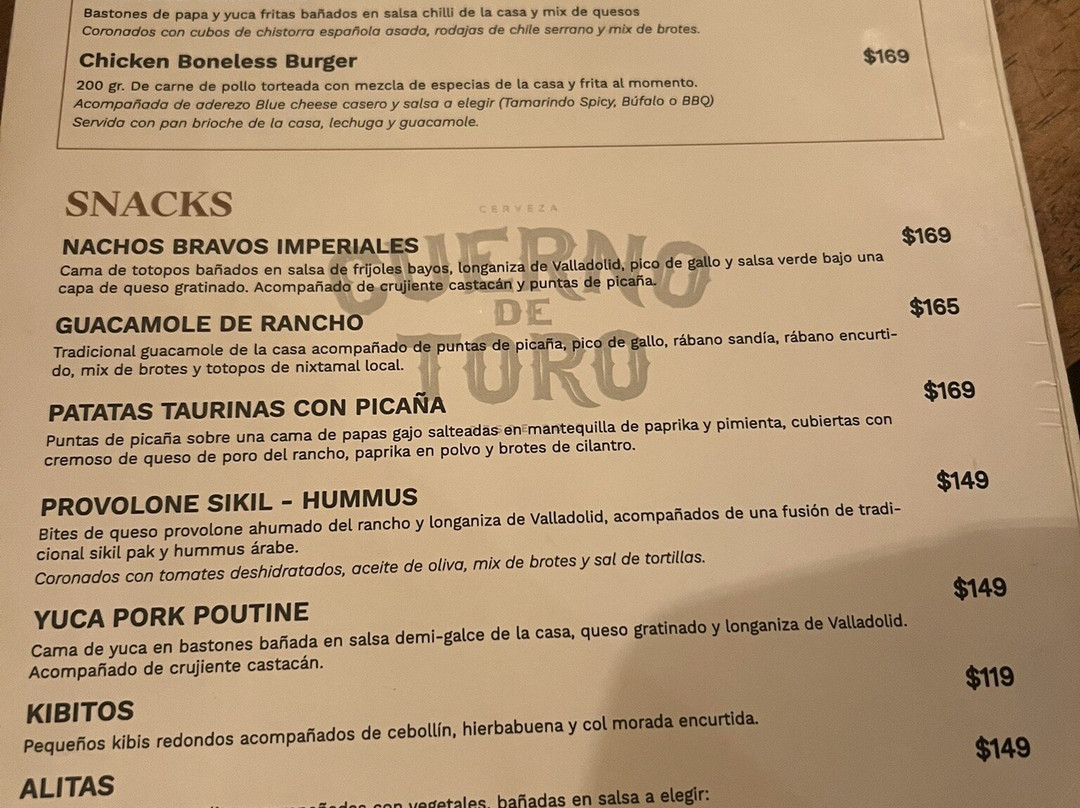 Bastones de papa y yuca fritas bañados en salsa chilli de la casa y mix de quesos
Coronados con cubos de chistorra española asada, rodajas de chile serrano y mix de brotes.
Chicken Boneless Burger $169
200 gr. De carne de pollo torteada con mezcla de especias de la casa y frita al momento.
Acompañada de aderezo Blue cheese casero y salsa a elegir (Tamarindo Spicy, Búfalo o BBQ)
Servida con pan brioche de la casa, lechuga y guacamole.
SNACKS
CERVEZA
CUERNO
DE
TORO
NACHOS BRAVOS IMPERIALES $169
Cama de totopos bañados en salsa de frijoles bayos, longaniza de Valladolid, pico de gallo y salsa verde bajo una
capa de queso gratinado. Acompañado de crujiente castacán y puntas de picaña.
GUACAMOLE DE RANCHO $165
Tradicional guacamole de la casa acompañado de puntas de picaña, pico de gallo, rábano sandía, rábano encurti-
do, mix de brotes y totopos de nixtamal local.
PATATAS TAURINAS CON PICAÑA $169
Puntas de picaña sobre una cama de papas gajo salteadas en mantequilla de paprika y pimienta, cubiertas con
cremoso de queso de poro del rancho, paprika en polvo y brotes de cilantro.
PROVOLONE SIKIL - HUMMUS $149
Bites de queso provolone ahumado del rancho y longaniza de Valladolid, acompañados de una fusión de tradi-
cional sikil pak y hummus árabe.
Coronados con tomates deshidratados, aceite de oliva, mix de brotes y sal de tortillas.
YUCA PORK POUTINE $149
Cama de yuca en bastones bañada en salsa demi-galce de la casa, queso gratinado y longaniza de Valladolid.
Acompañado de crujiente castacán.
KIBITOS $119
Pequeños kibis redondos acompañados de cebollín, hierbabuena y col morada encurtida.
ALITAS $149
con vegetales, bañadas en salsa a elegir: